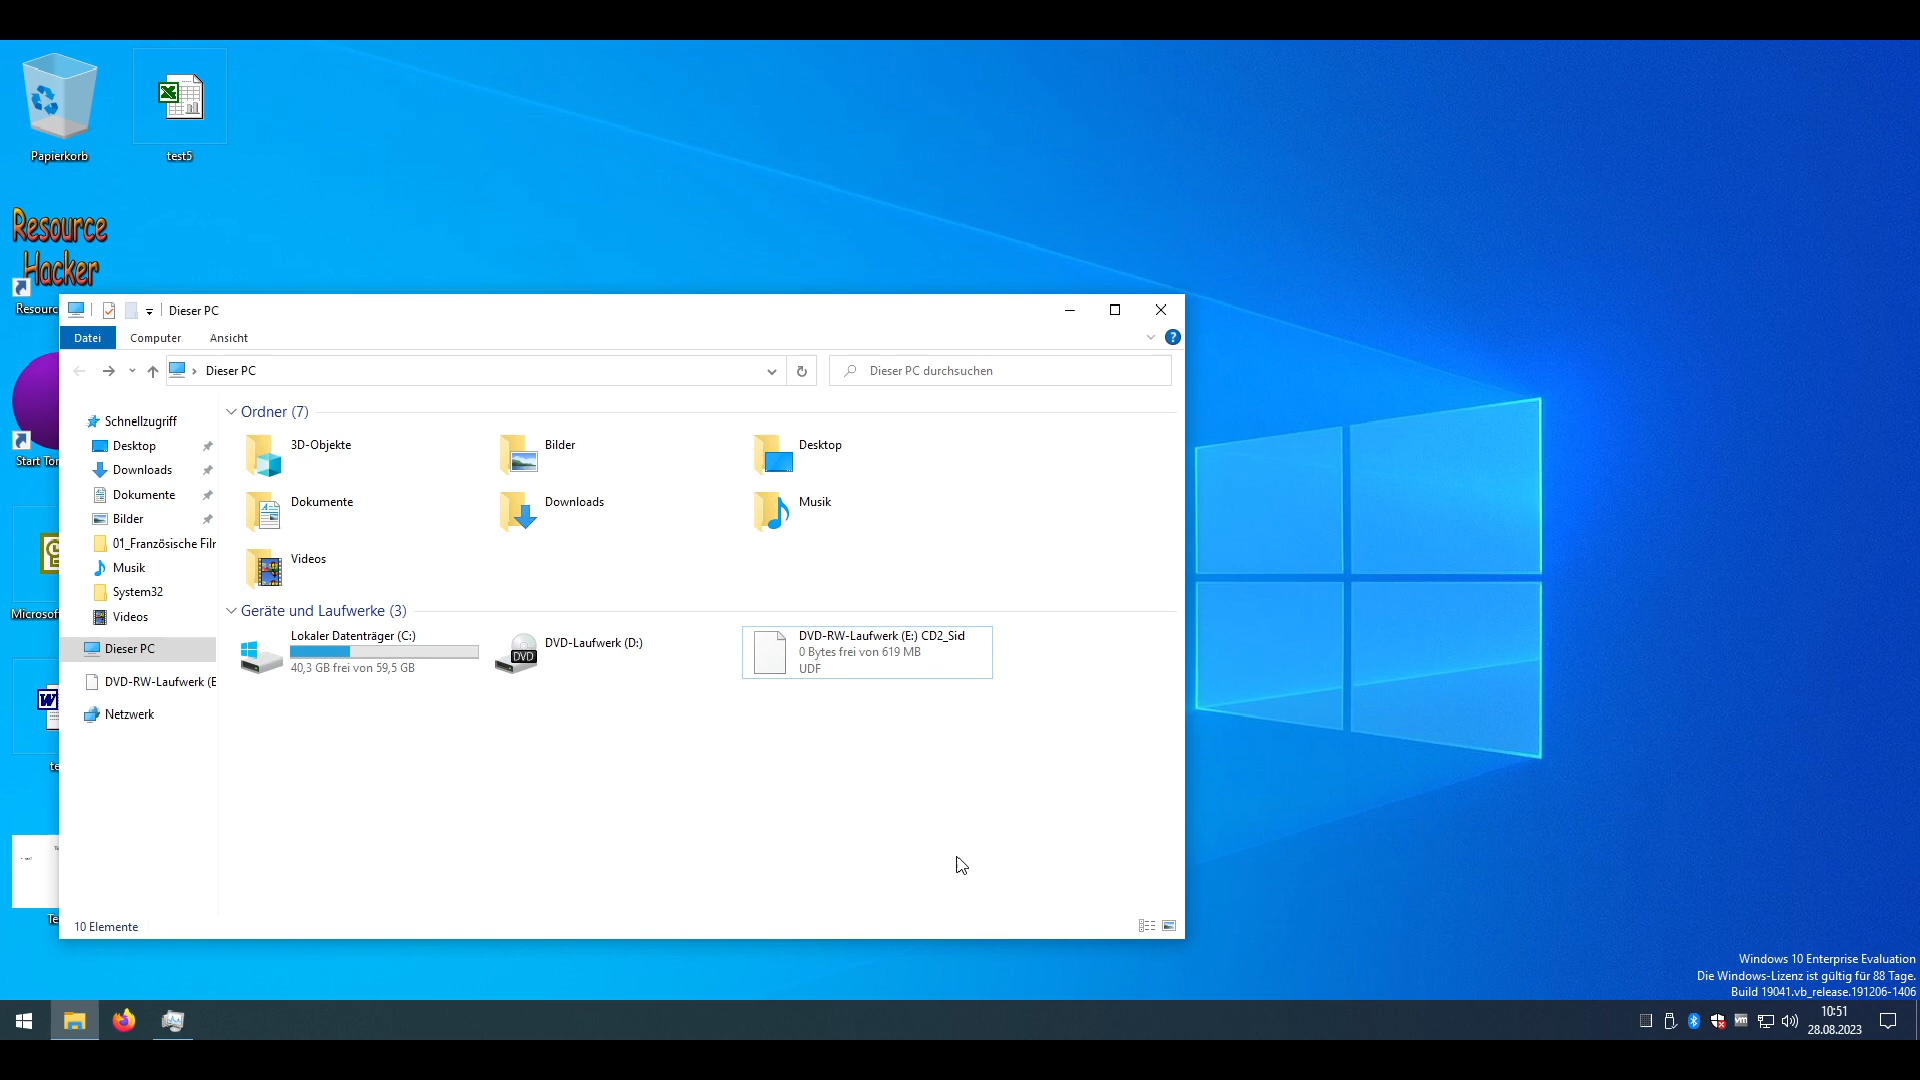 Papierkorb
test5
Resource
Hacker
Resourc
Start Tor
Microsof
te
Te
Dieser PC
Datei
Computer
Ansicht
Dieser PC
Dieser PC durchsuchen
Schnellzugriff
Desktop
Downloads
Dokumente
Bilder
01_Französische Filr
Musik
System32
Videos
Dieser PC
DVD-RW-Laufwerk (E
Netzwerk
Ordner (7)
3D-Objekte
Bilder
Desktop
Dokumente
Downloads
Musik
Videos
Geräte und Laufwerke (3)
Lokaler Datenträger (C:)
40,3 GB frei von 59,5 GB
DVD
DVD-Laufwerk (D:)
DVD-RW-Laufwerk (E:) CD2_Sid
0 Bytes frei von 619 MB
UDF
10 Elemente
Windows 10 Enterprise Evaluation
Die Windows-Lizenz ist gültig für 88 Tage.
Build 19041.vb_release.191206-1406
10:51
28.08.2023